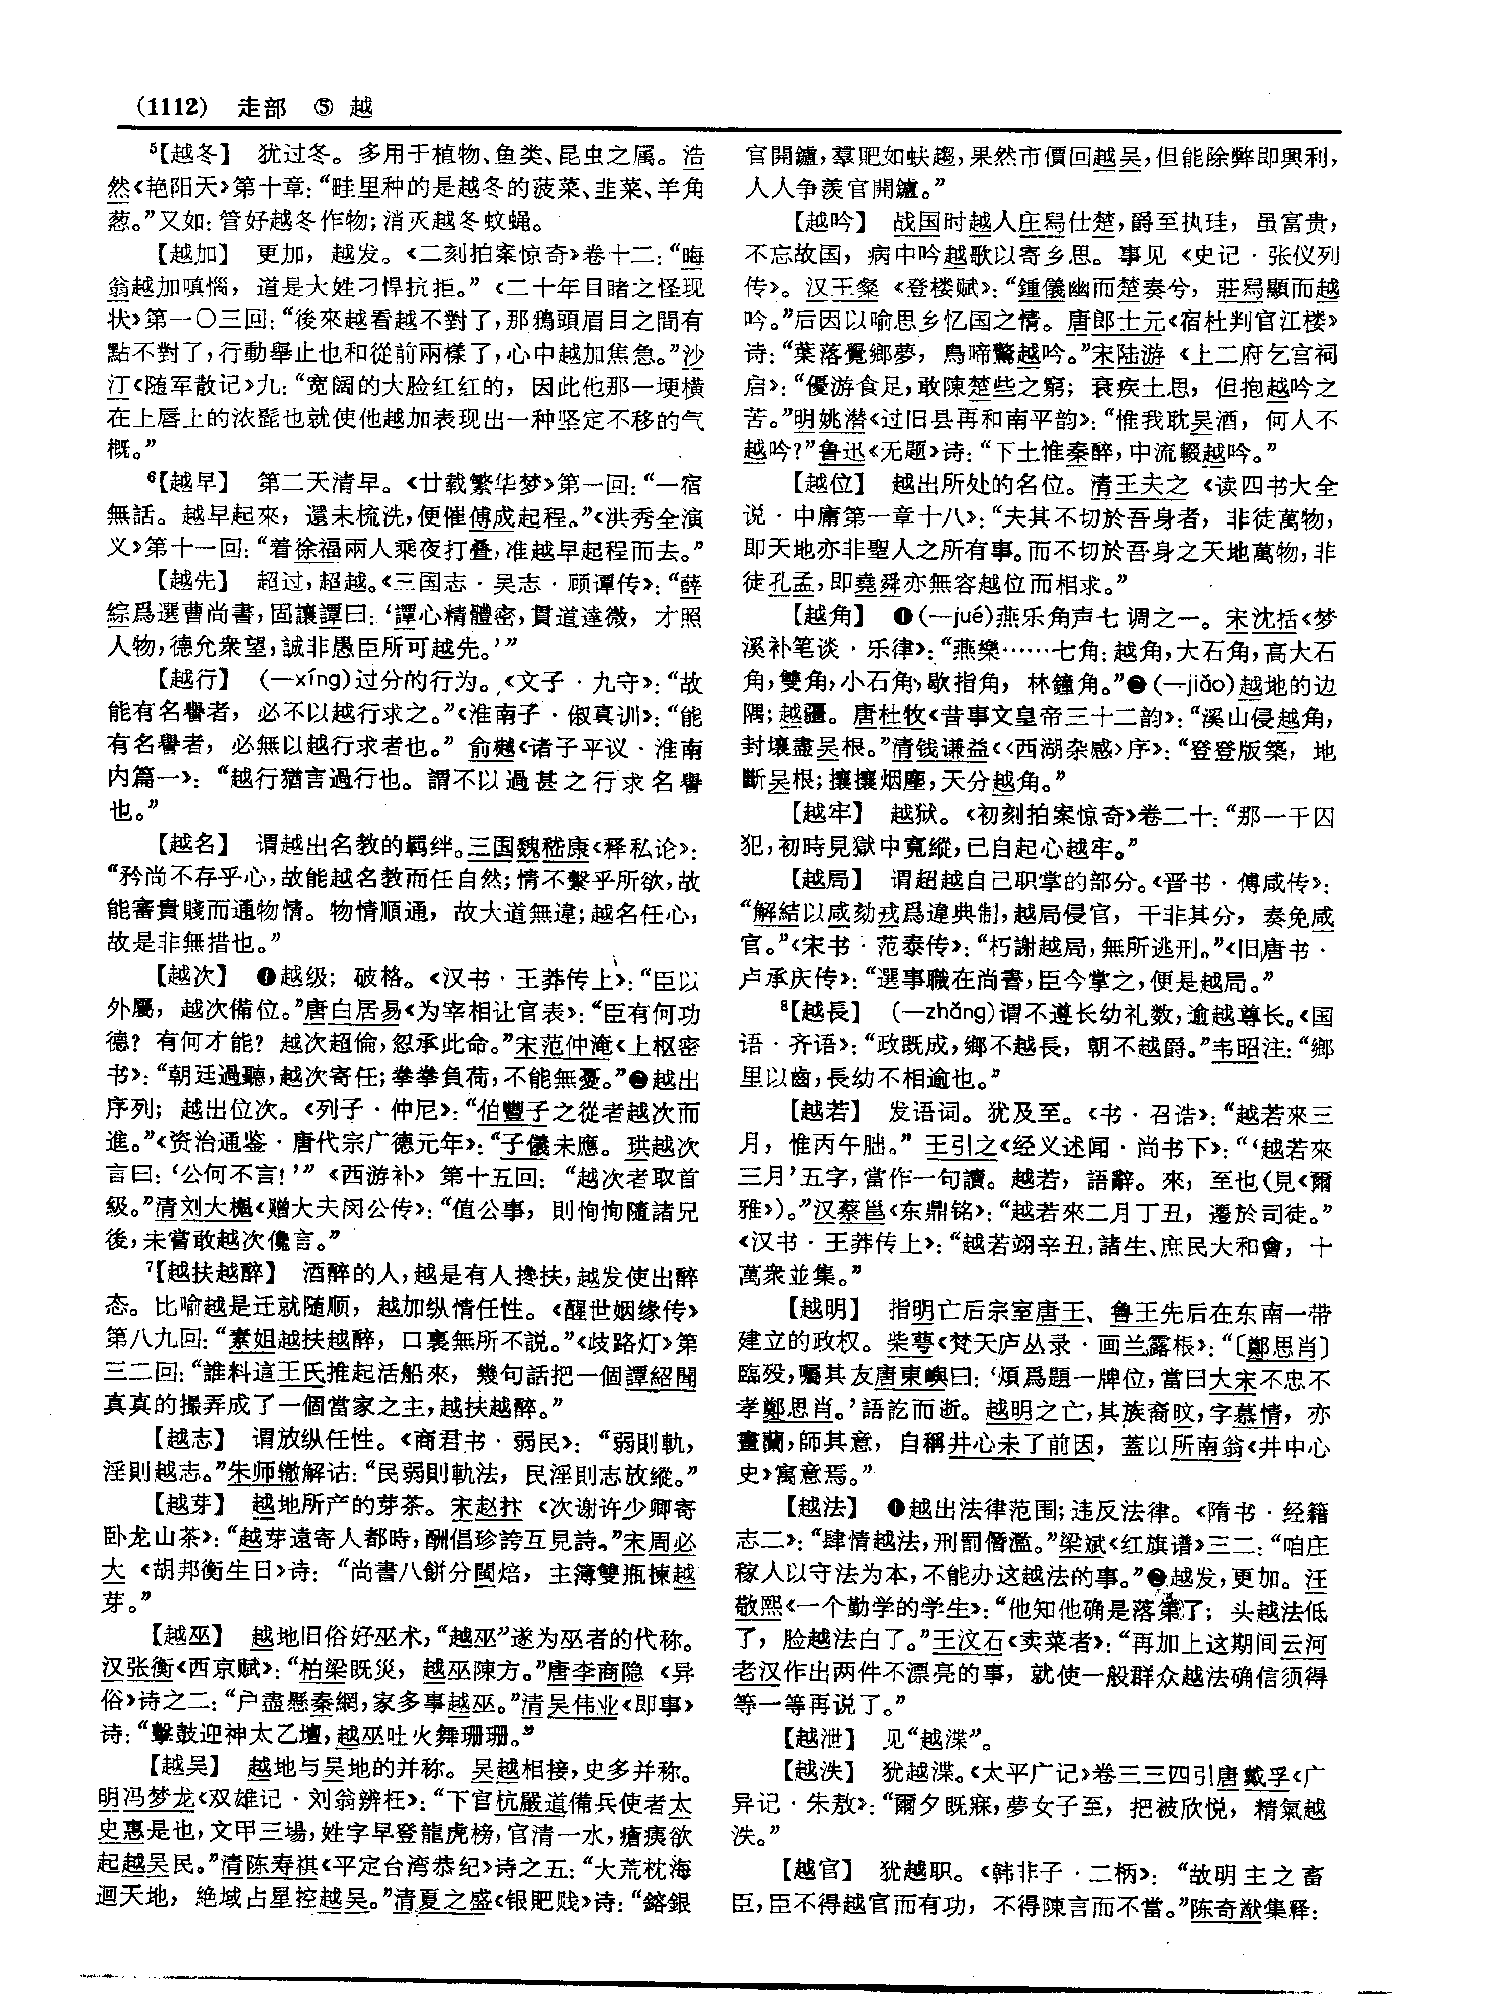 (1112) 走部 ⑤ 越
⁵【越冬】 犹过冬。多用于植物、鱼类、昆虫之属。浩
然《艳阳天》第十章：“畦里种的是越冬的菠菜、韭菜、羊角
葱。”又如：管好越冬作物；消灭越冬蚊蝇。
【越加】 更加，越发。《二刻拍案惊奇》卷十二：“晦
翁越加嗔惱，道是大姓刁悍抗拒。”《二十年目睹之怪现
状》第一〇三回：“後來越看越不對了，那鴉頭眉目之間有
點不對了，行動舉止也和從前兩樣了，心中越加焦急。”沙
汀《随军散记》九：“宽阔的大脸红红的，因此他那一埂横
在上唇上的浓髭也就使他越加表现出一种坚定不移的气
概。”
⁶【越早】 第二天清早。《廿载繁华梦》第一回：“一宿
無話。越早起來，還未梳洗，便催傅成起程。”《洪秀全演
义》第十一回：“着徐福兩人乘夜打叠，准越早起程而去。”
【越先】 超过，超越。《三国志·吴志·顾谭传》：“薛
綜爲選曹尚書，固讓譚曰：‘譚心精體密，貫道達微，才照
人物，德允衆望，誠非愚臣所可越先。’”
【越行】 (—xíng)过分的行为。《文子·九守》：“故
能有名譽者，必不以越行求之。”《淮南子·俶真训》：“能
有名譽者，必無以越行求者也。”俞樾《诸子平议·淮南
内篇一》：“越行猶言過行也。謂不以過甚之行求名譽
也。”
【越名】 谓越出名教的羁绊。三国魏嵇康《释私论》：
“矜尚不存乎心，故能越名教而任自然；情不繫乎所欲，故
能審貴賤而通物情。物情順通，故大道無違；越名任心，
故是非無措也。”
【越次】 ❶越级；破格。《汉书·王莽传上》：“臣以
外屬，越次備位。”唐白居易《为宰相让官表》：“臣有何功
德？有何才能？越次超倫，忽承此命。”宋范仲淹《上枢密
书》：“朝廷過聽，越次寄任；拳拳負荷，不能無憂。”❷越出
序列；越出位次。《列子·仲尼》：“伯豐子之從者越次而
進。”《资治通鉴·唐代宗广德元年》：“子儀未應。珙越次
言曰：‘公何不言！’”《西游补》第十五回：“越次者取首
級。”清刘大櫆《赠大夫闵公传》：“值公事，則恂恂隨諸兄
後，未嘗敢越次儳言。”
⁷【越扶越醉】 酒醉的人，越是有人搀扶，越发使出醉
态。比喻越是迁就随顺，越加纵情任性。《醒世姻缘传》
第八九回：“素姐越扶越醉，口裏無所不説。”《歧路灯》第
三二回：“誰料這王氏推起活船來，幾句話把一個譚紹聞
真真的撮弄成了一個當家之主，越扶越醉。”
【越志】 谓放纵任性。《商君书·弱民》：“弱則軌，
淫則越志。”朱师辙解诂：“民弱則軌法，民淫則志放縱。”
【越芽】 越地所产的芽茶。宋赵抃《次谢许少卿寄
卧龙山茶》：“越芽遠寄人都時，酬倡珍誇互見詩。”宋周必
大《胡邦衡生日》诗：“尚書八餅分閩焙，主簿雙瓶揀越
芽。”
【越巫】 越地旧俗好巫术，“越巫”遂为巫者的代称。
汉张衡《西京赋》：“柏梁既災，越巫陳方。”唐李商隐《异
俗》诗之二：“户盡懸秦網，家多事越巫。”清吴伟业《即事》
诗：“擊鼓迎神太乙壇，越巫吐火舞珊珊。”
【越吴】 越地与吴地的并称。吴越相接，史多并称。
明冯梦龙《双雄记·刘翁辨枉》：“下官杭嚴道備兵使者太
史惠是也，文甲三場，姓字早登龍虎榜，官清一水，瘡痍欲
起越吴民。”清陈寿祺《平定台湾恭纪》诗之五：“大荒枕海
迴天地，绝域占星控越吴。”清夏之盛《银肥贱》诗：“鎔銀
官開鑪，羣肥如蚨趨，果然市價回越吴，但能除弊即興利，
人人争羨官開鑪。”
【越吟】 战国时越人庄舄仕楚，爵至执珪，虽富贵，
不忘故国，病中吟越歌以寄乡思。事见《史记·张仪列
传》。汉王粲《登楼赋》：“鍾儀幽而楚奏兮，莊舄顯而越
吟。”后因以喻思乡忆国之情。唐郎士元《宿杜判官江楼》
诗：“葉落覺鄉夢，鳥啼驚越吟。”宋陆游《上二府乞宫祠
启》：“優游食足，敢陳楚些之窮；衰疾土思，但抱越吟之
苦。”明姚潜《过旧县再和南平韵》：“惟我耽吴酒，何人不
越吟？”鲁迅《无题》诗：“下土惟秦醉，中流輟越吟。”
【越位】 越出所处的名位。清王夫之《读四书大全
说·中庸第一章十八》：“夫其不切於吾身者，非徒萬物，
即天地亦非聖人之所有事。而不切於吾身之天地萬物，非
徒孔孟，即堯舜亦無容越位而相求。”
【越角】 ❶(—jué)燕乐角声七调之一。宋沈括《梦
溪补笔谈·乐律》：“燕樂……七角：越角，大石角，高大石
角，雙角，小石角，歇指角，林鐘角。”❷(—jiǎo)越地的边
隅；越疆。唐杜牧《昔事文皇帝三十二韵》：“溪山侵越角，
封壤盡吴根。”清钱谦益《〈西湖杂感〉序》：“登登版築，地
斷吴根；攘攘烟塵，天分越角。”
【越牢】 越狱。《初刻拍案惊奇》卷二十：“那一干囚
犯，初時見獄中寬縱，已自起心越牢。”
【越局】 谓超越自己职掌的部分。《晋书·傅咸传》：
“解結以咸劾戎爲違典制，越局侵官，干非其分，奏免咸
官。”《宋书·范泰传》：“朽謝越局，無所逃刑。”《旧唐书·
卢承庆传》：“選事職在尚書，臣今掌之，便是越局。”
⁸【越長】 (—zhǎng)谓不遵长幼礼数，逾越尊长。《国
语·齐语》：“政既成，鄉不越長，朝不越爵。”韦昭注：“鄉
里以齒，長幼不相逾也。”
【越若】 发语词。犹及至。《书·召诰》：“越若來三
月，惟丙午朏。”王引之《经义述闻·尚书下》：“‘越若來
三月’五字，當作一句讀。越若，語辭。來，至也(見《爾
雅》)。”汉蔡邕《东鼎铭》：“越若來二月丁丑，遷於司徒。”
《汉书·王莽传上》：“越若翊辛丑，諸生、庶民大和會，十
萬衆並集。”
【越明】 指明亡后宗室唐王、鲁王先后在东南一带
建立的政权。柴萼《梵天庐丛录·画兰露根》：“〔鄭思肖〕
臨殁，囑其友唐東嶼曰：‘煩爲題一牌位，當曰大宋不忠不
孝鄭思肖。’語訖而逝。越明之亡，其族裔旼，字慕情，亦
畫蘭，師其意，自稱井心未了前因，蓋以所南翁《井中心
史》寓意焉。”
【越法】 ❶越出法律范围；违反法律。《隋书·经籍
志二》：“肆情越法，刑罰僭濫。”梁斌《红旗谱》三二：“咱庄
稼人以守法为本，不能办这越法的事。”❷越发，更加。汪
敬熙《一个勤学的学生》：“他知他确是落第了；头越法低
了，脸越法白了。”王汶石《卖菜者》：“再加上这期间云河
老汉作出两件不漂亮的事，就使一般群众越法确信须得
等一等再说了。”
【越泄】 见“越渫”。
【越泆】 犹越渫。《太平广记》卷三三四引唐戴孚《广
异记·朱敖》：“爾夕既寐，夢女子至，把被欣悦，精氣越
泆。”
【越官】 犹越职。《韩非子·二柄》：“故明主之畜
臣，臣不得越官而有功，不得陳言而不當。”陈奇猷集释：